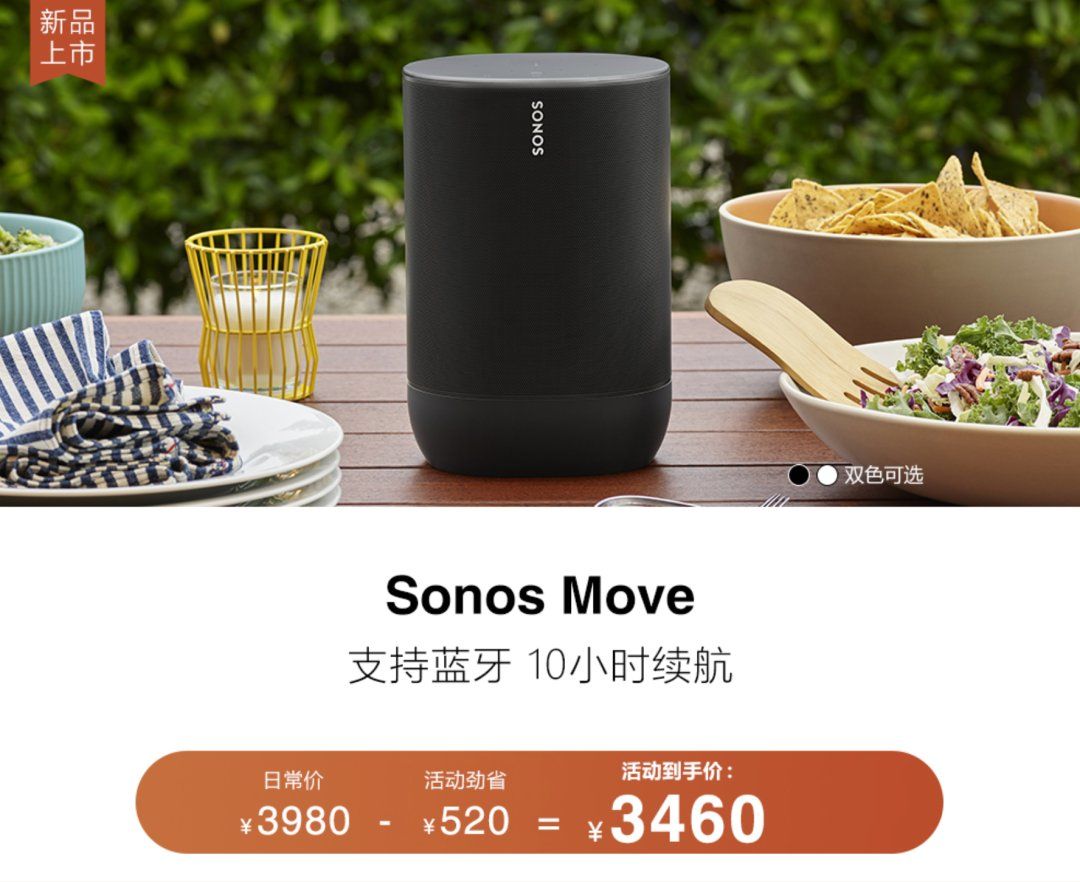 新品
上市
SONOS
双色可选
Sonos Move
支持蓝牙 10小时续航
日常价 活动劲省 活动到手价：
¥3980 - ¥520 = ¥3460